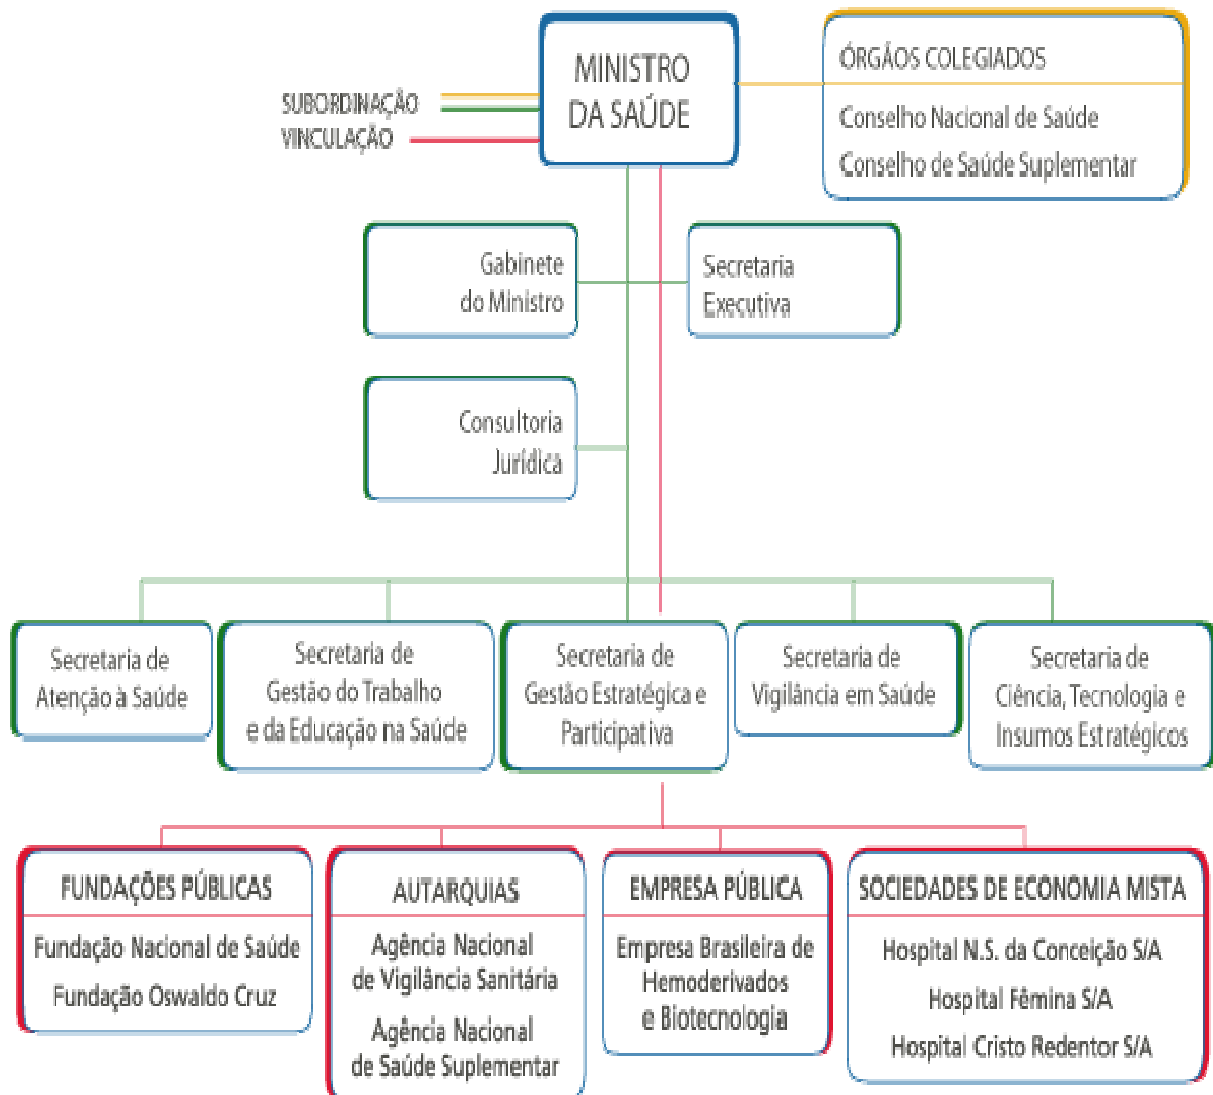 MINISTRO
DA SAÚDE
ÓRGÃOS COLEGIADOS
Conselho Nacional de Saúde
Conselho de Saúde Suplementar
SUBORDINAÇÃO
VINCULAÇÃO
Gabinete
do Ministro
Secretaria
Executiva
Consultoria
Jurídica
Secretaria de
Atenção à Saúde
Secretaria de
Gestão do Trabalho
e da Educação na Saúde
Secretaria de
Gestão Estratégica e
Participativa
Secretaria de
Vigilância em Saúde
Secretaria de
Ciência, Tecnologia e
Insumos Estratégicos
FUNDAÇÕES PÚBLICAS
Fundação Nacional de Saúde
Fundação Oswaldo Cruz
AUTARQUIAS
Agência Nacional
de Vigilância Sanitária
Agência Nacional
de Saúde Suplementar
EMPRESA PÚBLICA
Empresa Brasileira de
Hemoderivados
e Biotecnologia
SOCIEDADES DE ECONOMIA MISTA
Hospital N.S. da Conceição S/A
Hospital Fêmina S/A
Hospital Cristo Redentor S/A